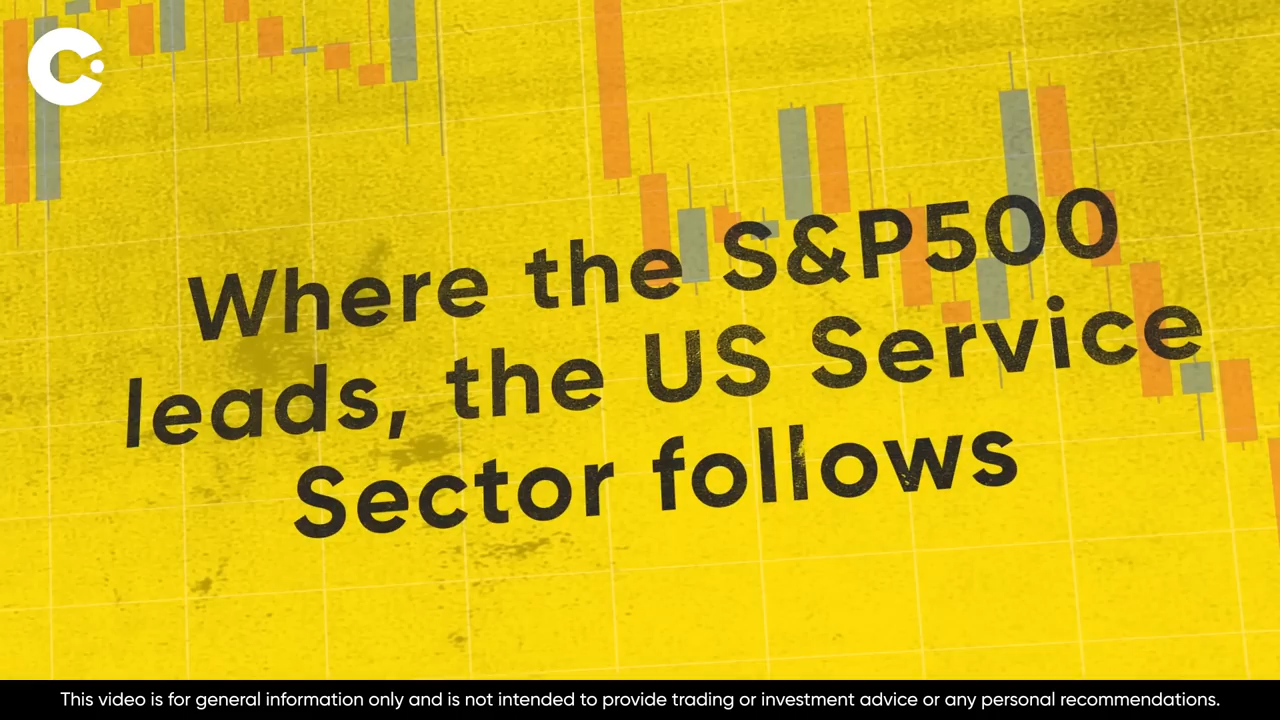 Where the S&P500
leads, the US Service
Sector follows
This video is for general information only and is not intended to provide trading or investment advice or any personal recommendations.